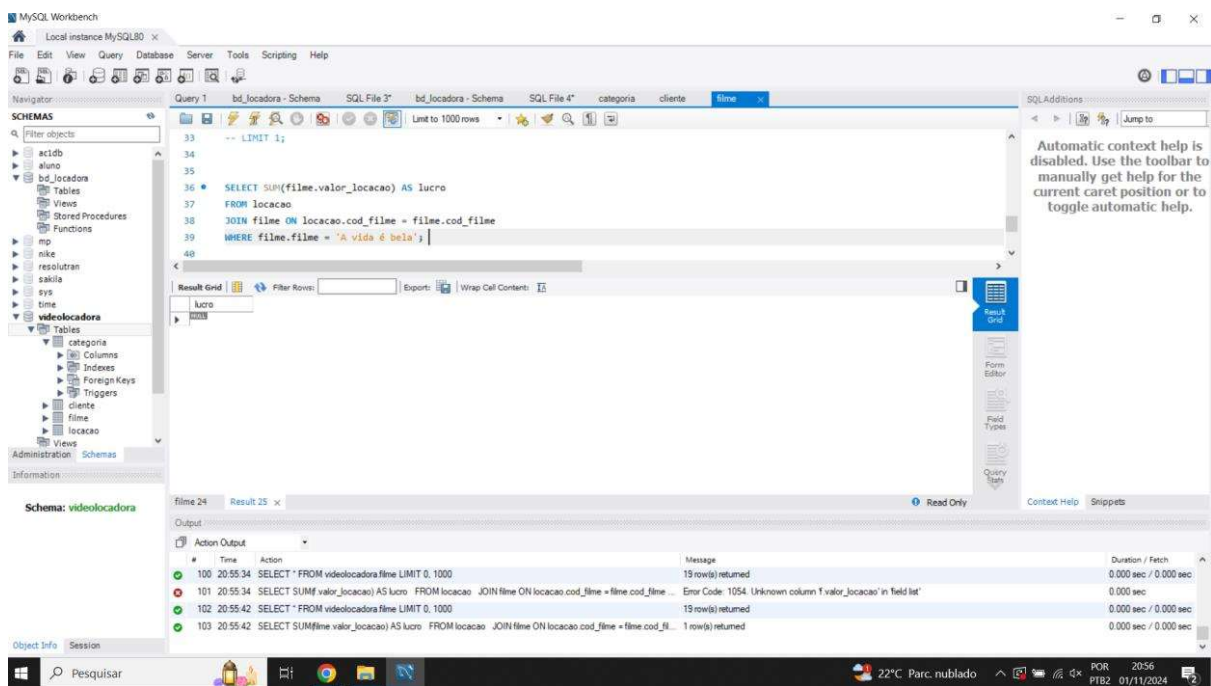 MySQL Workbench
Local instance MySQL80 ×
File Edit View Query Database Server Tools Scripting Help
Navigator
Query 1 bd_locadora - Schema SQL File 3* bd_locadora - Schema SQL File 4* categoria cliente filme ×
SQLAdditions
SCHEMAS
Filter objects
Limit to 1000 rows
Jump to
actdb
aluno
bd_locadora
Tables
Views
Stored Procedures
Functions
mp
nike
resolutran
sakila
sys
time
videolocadora
Tables
categoria
Columns
Indexes
Foreign Keys
Triggers
cliente
filme
locacao
Views
Administration Schemas
Information
Schema: videolocadora
Object Info Session
33 -- LIMIT 1;
34
35
36 SELECT SUM(filme.valor_locacao) AS lucro
37 FROM locacao
38 JOIN filme ON locacao.cod_filme = filme.cod_filme
39 WHERE filme.filme = 'A vida é bela';
40
Result Grid Filter Rows: Export: Wrap Cell Content:
lucro
NULL
Result Grid
Form Editor
Field Types
Query Stats
Automatic context help is
disabled. Use the toolbar to
manually get help for the
current caret position or to
toggle automatic help.
filme 24 Result 25 ×
Read Only
Context Help Snippets
Output
Action Output
# Time Action Message Duration / Fetch
100 20:55:34 SELECT * FROM videolocadora.filme LIMIT 0, 1000 19 row(s) returned 0.000 sec / 0.000 sec
101 20:55:34 SELECT SUM(f.valor_locacao) AS lucro FROM locacao JOIN filme ON locacao.cod_filme = filme.cod_filme ... Error Code: 1054. Unknown column 'f.valor_locacao' in 'field list' 0.000 sec
102 20:55:42 SELECT * FROM videolocadora.filme LIMIT 0, 1000 19 row(s) returned 0.000 sec / 0.000 sec
103 20:55:42 SELECT SUM(filme.valor_locacao) AS lucro FROM locacao JOIN filme ON locacao.cod_filme = filme.cod_fil... 1 row(s) returned 0.000 sec / 0.000 sec
Pesquisar
22°C Parc. nublado
POR
PTB2
20:56
01/11/2024